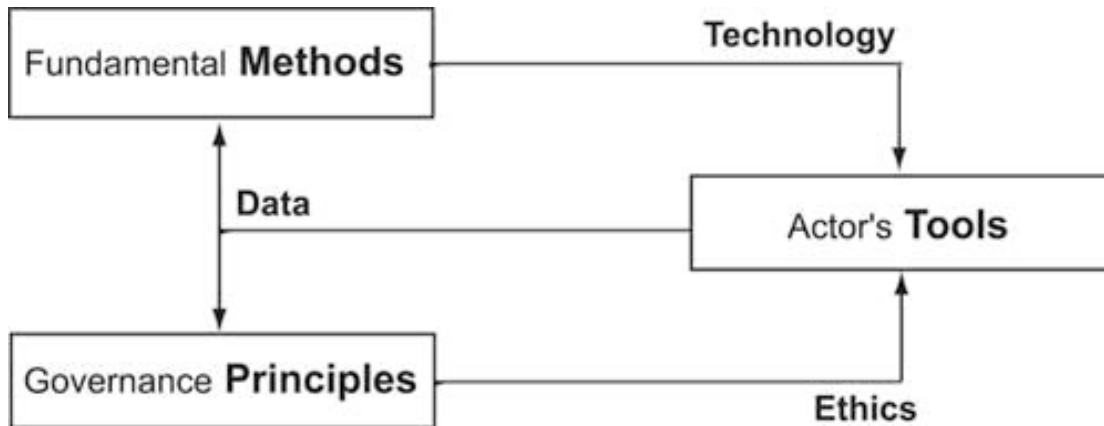 Technology
Fundamental Methods
Data
Actor's Tools
Governance Principles
Ethics